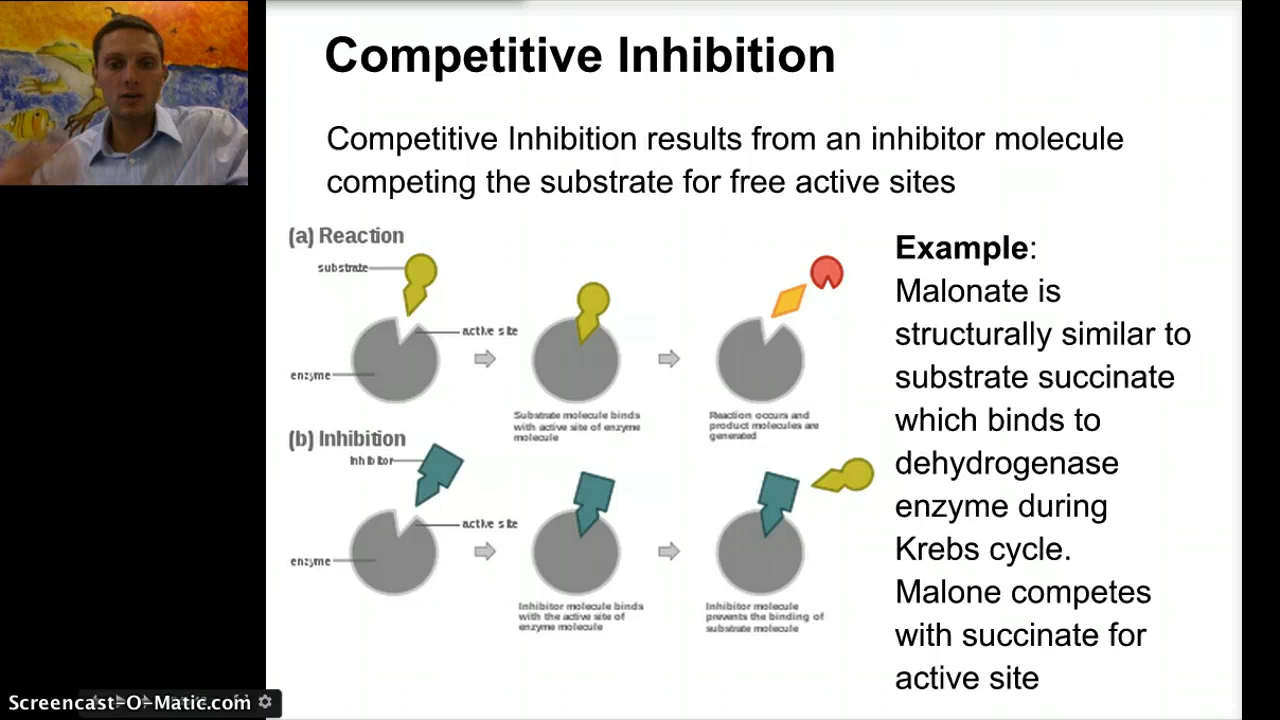 Competitive Inhibition
Competitive Inhibition results from an inhibitor molecule
competing the substrate for free active sites
(a) Reaction
substrate
active site
enzyme
Substrate molecule binds
with active site of enzyme
molecule
Reaction occurs and
product molecules are
generated
(b) Inhibition
Inhibitor
active site
enzyme
Inhibitor molecule binds
with the active site of
enzyme molecule
Inhibitor molecule
prevents the binding of
substrate molecule
Example:
Malonate is
structurally similar to
substrate succinate
which binds to
dehydrogenase
enzyme during
Krebs cycle.
Malone competes
with succinate for
active site
Screencast-O-Matic.com